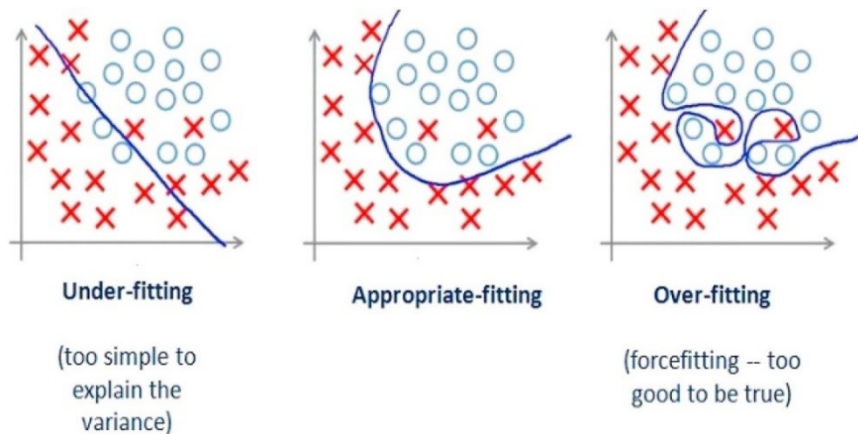 Under-fitting
(too simple to
explain the
variance)
Appropriate-fitting
Over-fitting
(forcefitting -- too
good to be true)